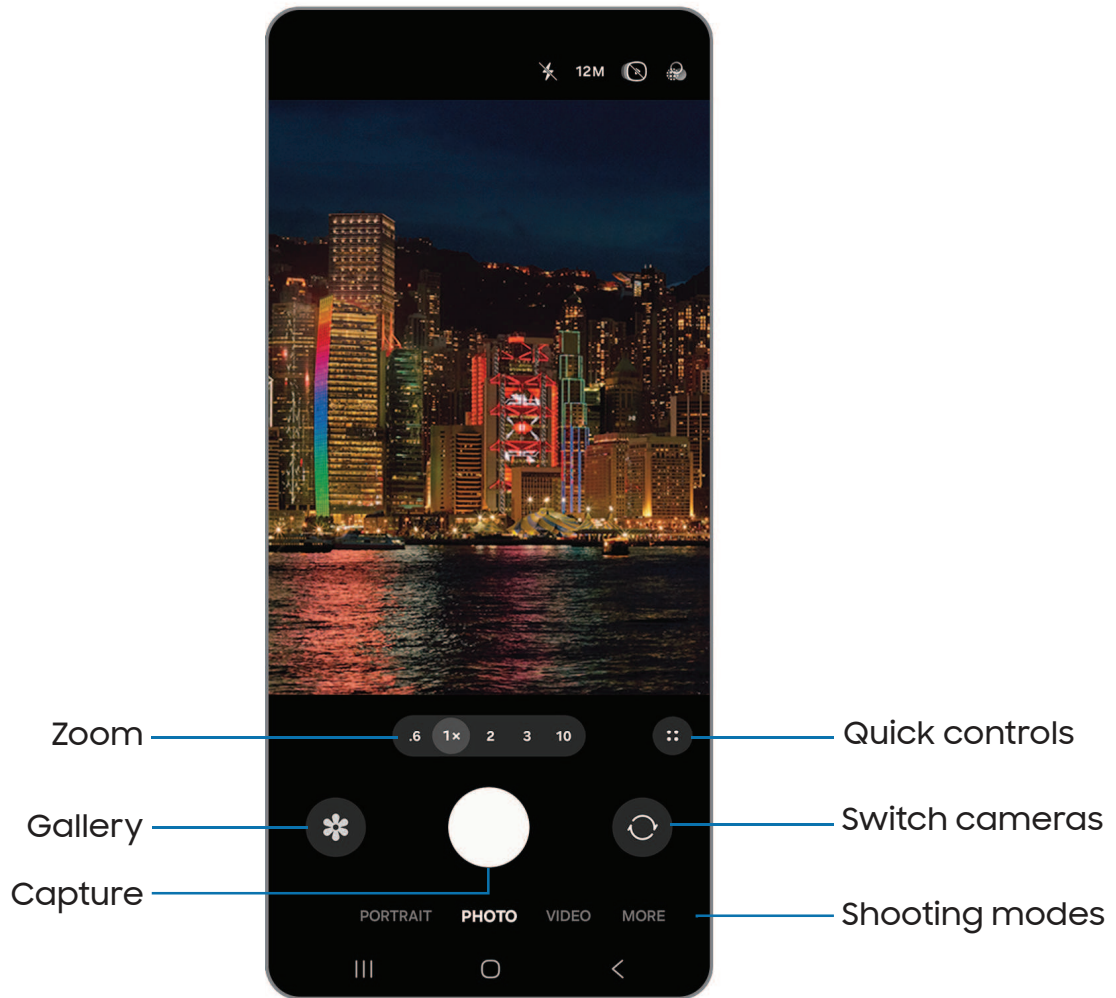 12M
Zoom
.6 1× 2 3 10
Quick controls
Gallery
Switch cameras
Capture
PORTRAIT PHOTO VIDEO MORE
Shooting modes